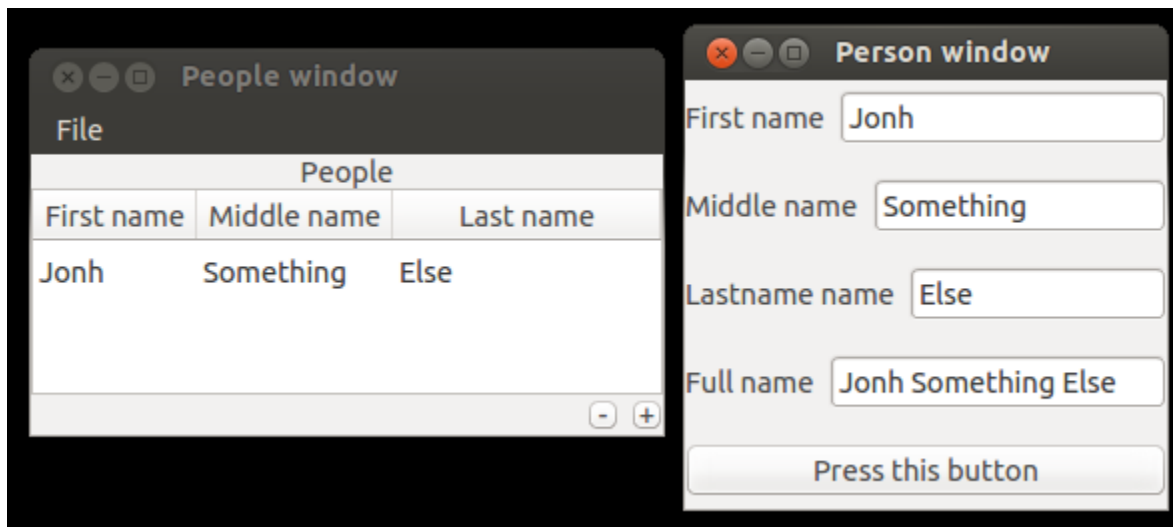 People window
File
People
First name Middle name Last name
Jonh Something Else
- +
Person window
First name Jonh
Middle name Something
Lastname name Else
Full name Jonh Something Else
Press this button